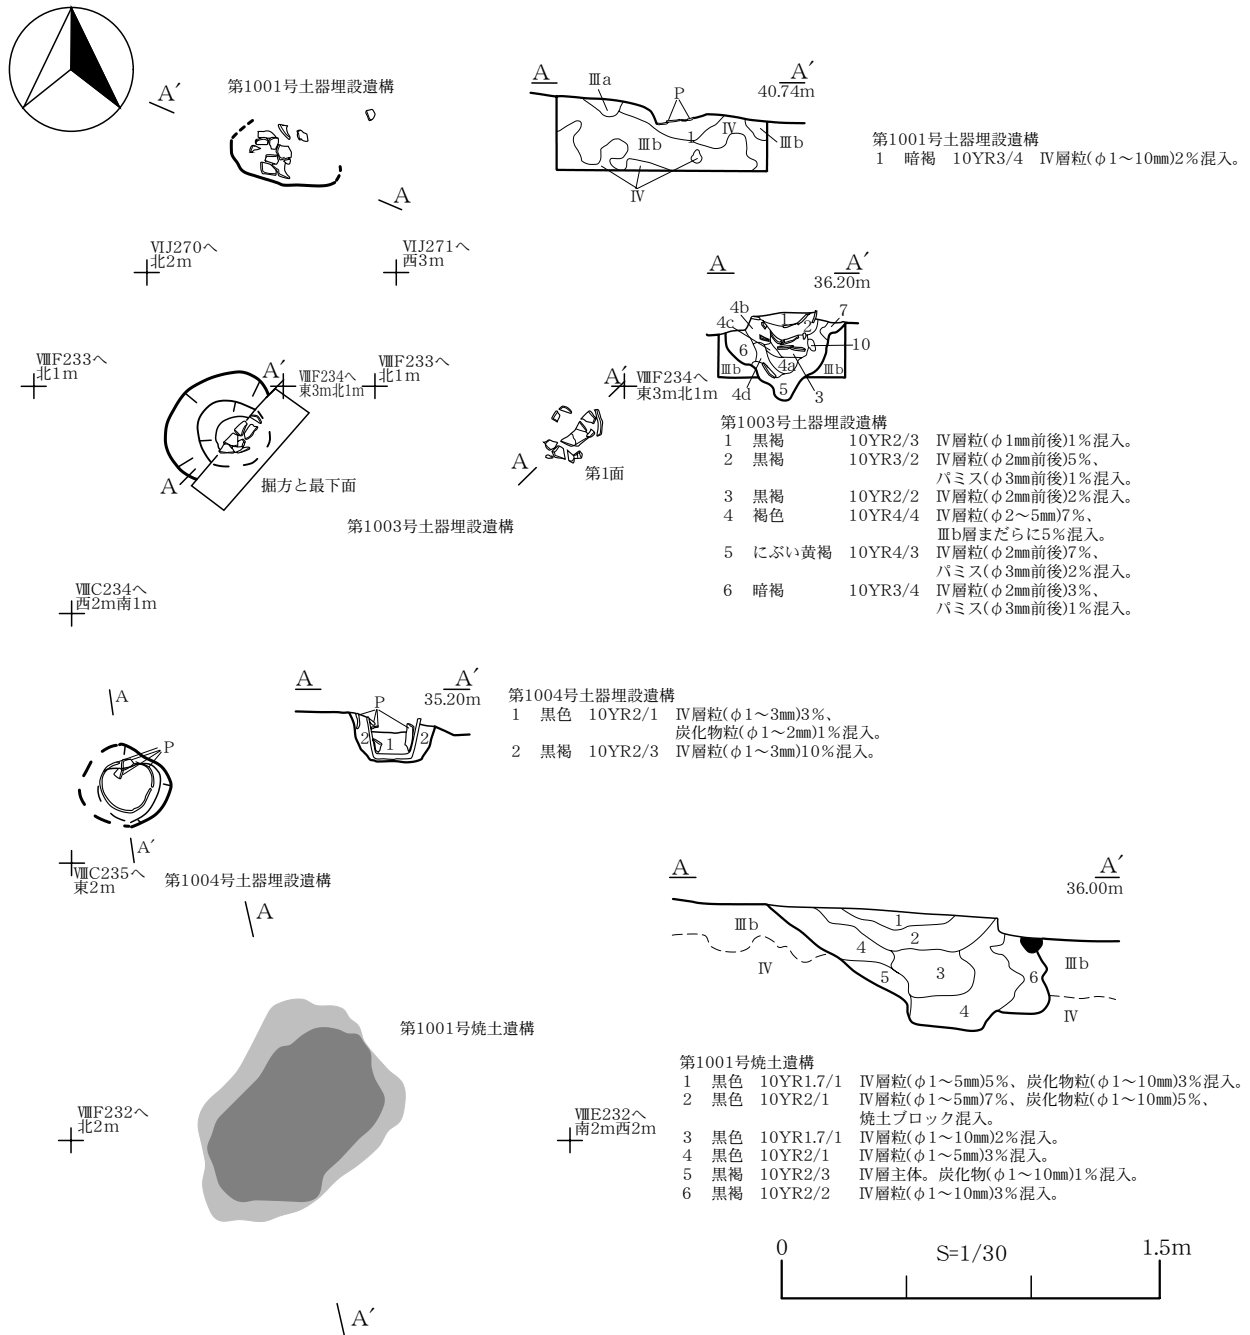 A′
第1001号土器埋設遺構
A
A
A′
40.74m
Ⅲa
P
1
Ⅳ
Ⅲb
Ⅲb
Ⅳ
第1001号土器埋設遺構
1 暗褐 10YR3/4 Ⅳ層粒(φ1～10㎜)2％混入。
ⅥJ270へ
北2m
ⅥJ271へ
西3m
A
A′
36.20m
4b
4c
1
2
7
10
6
Ⅲb
4a
Ⅲb
4d
5
3
ⅧF233へ
北1m
A′
ⅧF234へ
東3m北1m
ⅧF233へ
北1m
A′
ⅧF234へ
東3m北1m
A
掘方と最下面
A
第1面
第1003号土器埋設遺構
第1003号土器埋設遺構
1 黒褐 10YR2/3 Ⅳ層粒(φ1㎜前後)1％混入。
2 黒褐 10YR3/2 Ⅳ層粒(φ2㎜前後)5％、
パミス(φ3㎜前後)1％混入。
3 黒褐 10YR2/2 Ⅳ層粒(φ2㎜前後)2％混入。
4 褐色 10YR4/4 Ⅳ層粒(φ2～5㎜)7％、
Ⅲb層まだらに5％混入。
5 にぶい黄褐 10YR4/3 Ⅳ層粒(φ2㎜前後)7％、
パミス(φ3㎜前後)2％混入。
6 暗褐 10YR3/4 Ⅳ層粒(φ2㎜前後)3％、
パミス(φ3㎜前後)1％混入。
ⅧC234へ
西2m南1m
A
P
A′
ⅧC235へ
東2m
第1004号土器埋設遺構
A
A′
35.20m
P
2
1
2
第1004号土器埋設遺構
1 黒色 10YR2/1 Ⅳ層粒(φ1～3㎜)3％、
炭化物粒(φ1～2㎜)1％混入。
2 黒褐 10YR2/3 Ⅳ層粒(φ1～3㎜)10％混入。
A
第1001号焼土遺構
ⅧF232へ
北2m
ⅧE232へ
南2m西2m
A′
A
A′
36.00m
Ⅲb
Ⅳ
1
2
4
3
5
4
6
Ⅲb
Ⅳ
第1001号焼土遺構
1 黒色 10YR1.7/1 Ⅳ層粒(φ1～5㎜)5％、炭化物粒(φ1～10㎜)3％混入。
2 黒色 10YR2/1 Ⅳ層粒(φ1～5㎜)7％、炭化物粒(φ1～10㎜)5％、
焼土ブロック混入。
3 黒色 10YR1.7/1 Ⅳ層粒(φ1～10㎜)2％混入。
4 黒色 10YR2/1 Ⅳ層粒(φ1～5㎜)3％混入。
5 黒褐 10YR2/3 Ⅳ層主体。炭化物(φ1～10㎜)1％混入。
6 黒褐 10YR2/2 Ⅳ層粒(φ1～10㎜)3％混入。
0 S=1/30 1.5m